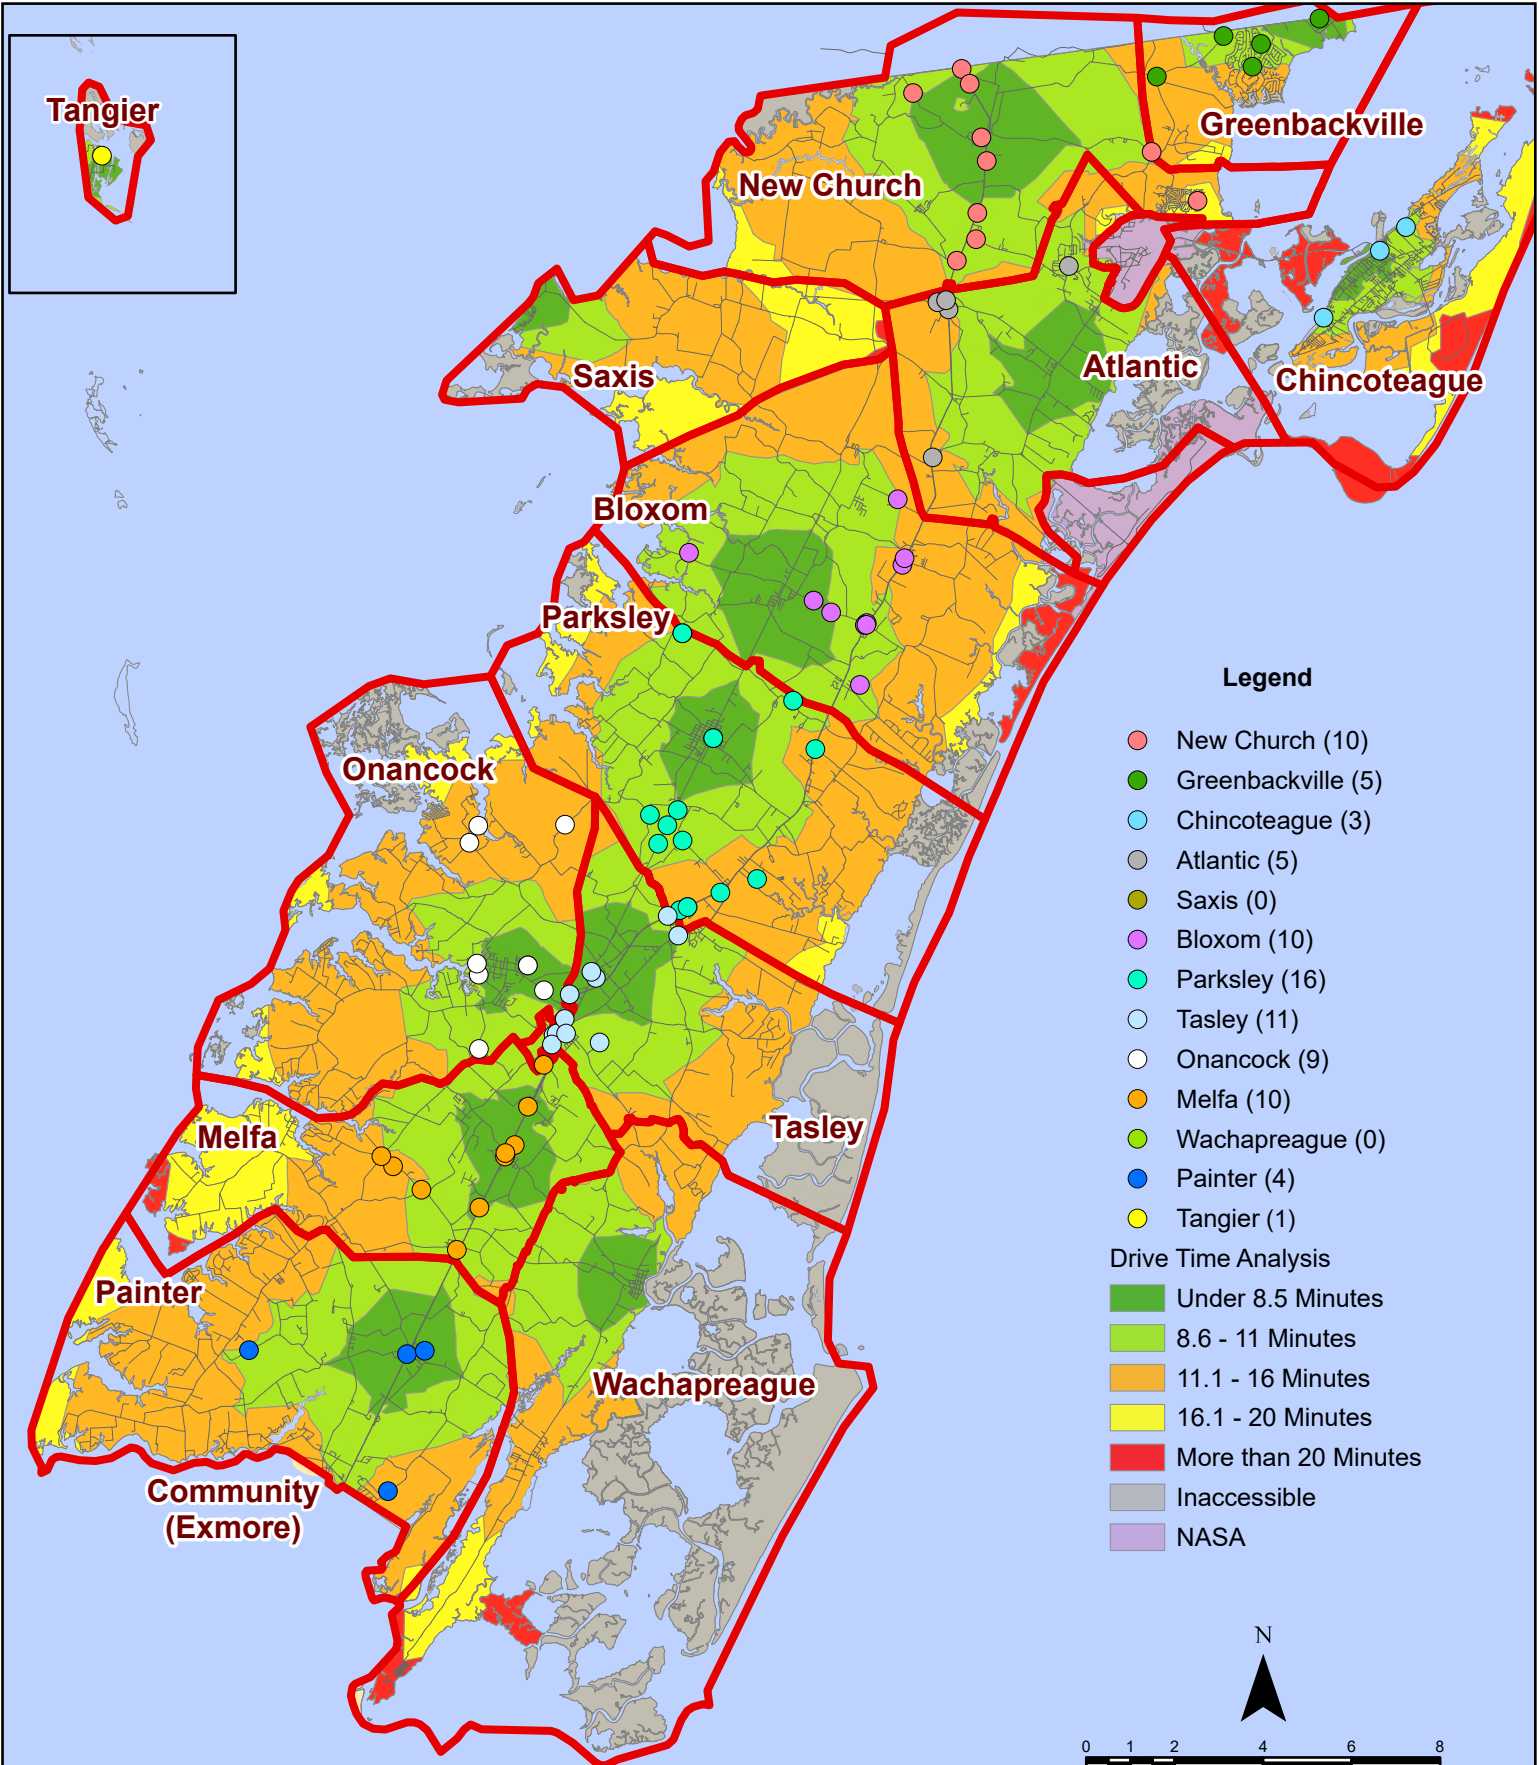 Tangier
Greenbackville
New Church
Atlantic
Chincoteague
Saxis
Bloxom
Parksley
Onancock
Tasley
Melfa
Painter
Wachapreague
Community
(Exmore)
Legend
New Church (10)
Greenbackville (5)
Chincoteague (3)
Atlantic (5)
Saxis (0)
Bloxom (10)
Parksley (16)
Tasley (11)
Onancock (9)
Melfa (10)
Wachapreague (0)
Painter (4)
Tangier (1)
Drive Time Analysis
Under 8.5 Minutes
8.6 - 11 Minutes
11.1 - 16 Minutes
16.1 - 20 Minutes
More than 20 Minutes
Inaccessible
NASA
N
0 1 2 4 6 8